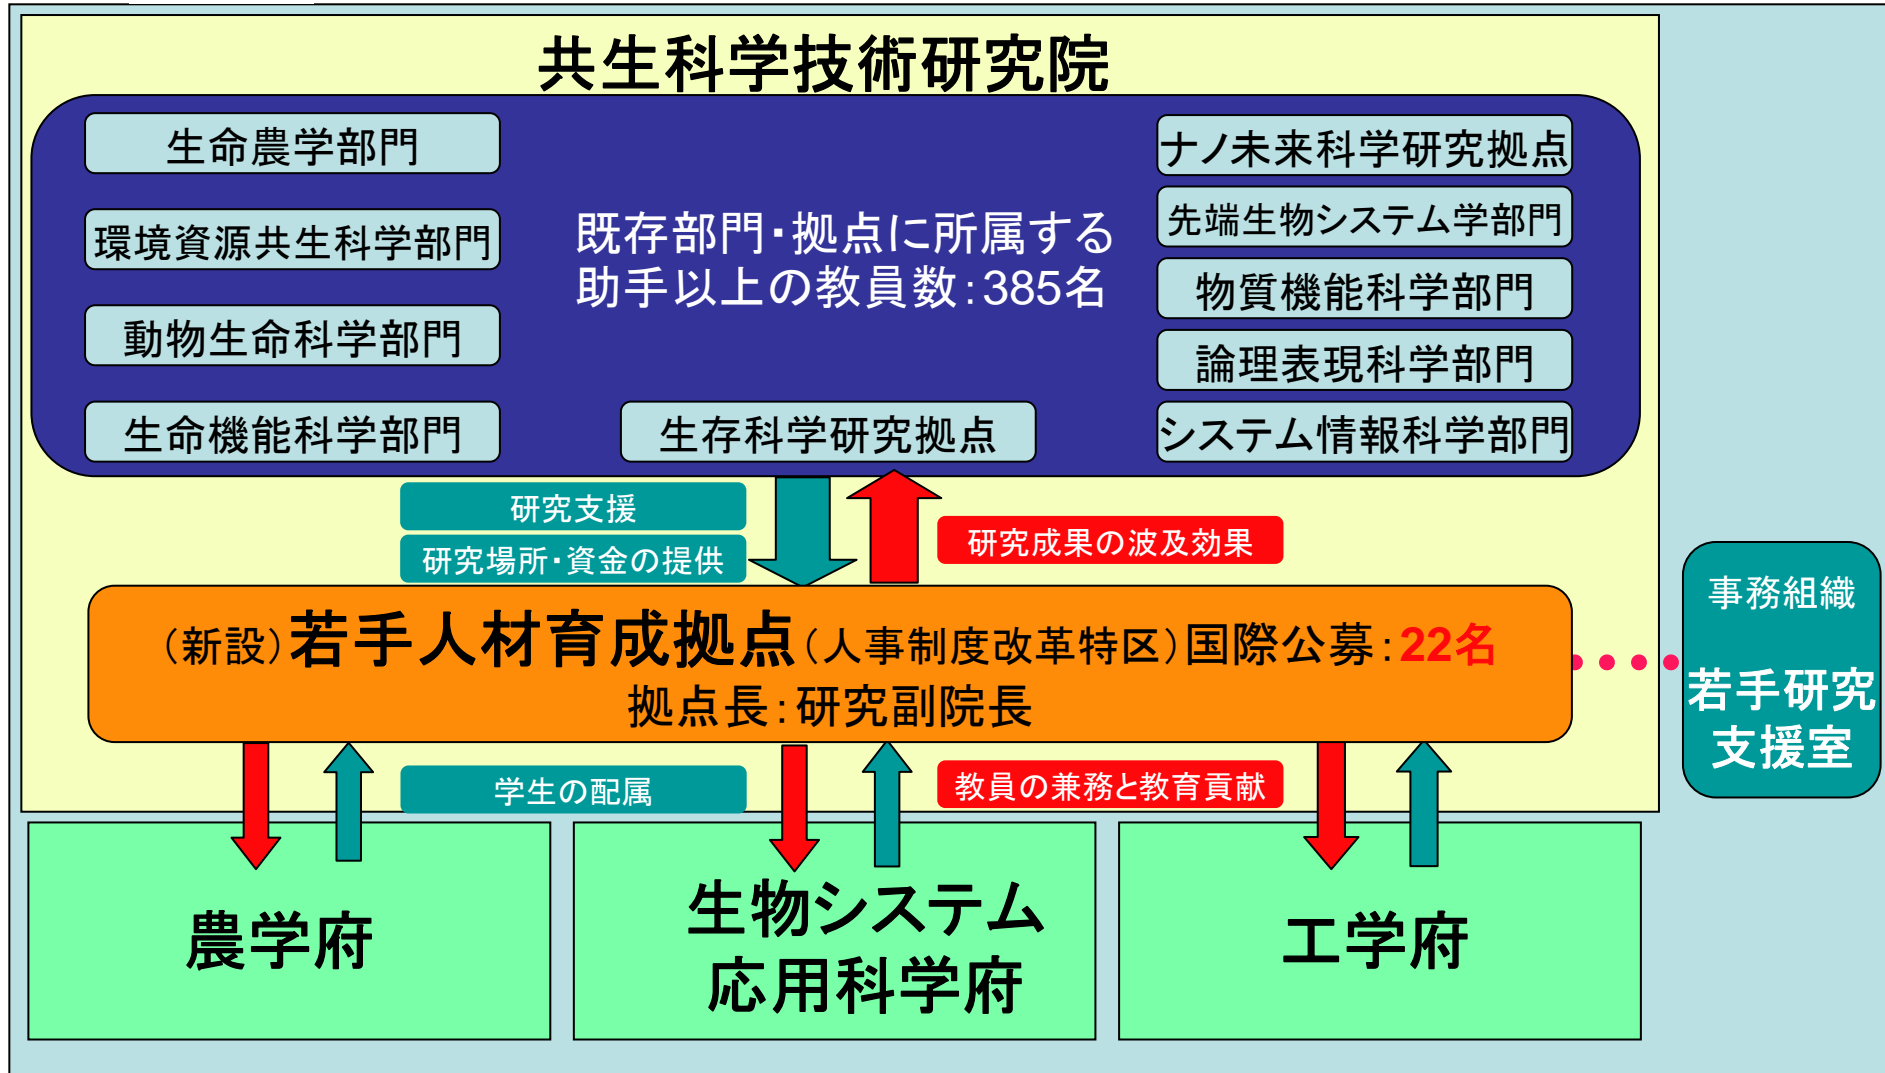 共生科学技術研究院
生命農学部門
環境資源共生科学部門
動物生命科学部門
生命機能科学部門
既存部門・拠点に所属する
助手以上の教員数:385名
生存科学研究拠点
ナノ未来科学研究拠点
先端生物システム学部門
物質機能科学部門
論理表現科学部門
システム情報科学部門
研究支援
研究場所・資金の提供
研究成果の波及効果
(新設)若手人材育成拠点(人事制度改革特区)国際公募:22名
拠点長:研究副院長
事務組織
若手研究
支援室
学生の配属
教員の兼務と教育貢献
農学府
生物システム
応用科学府
工学府